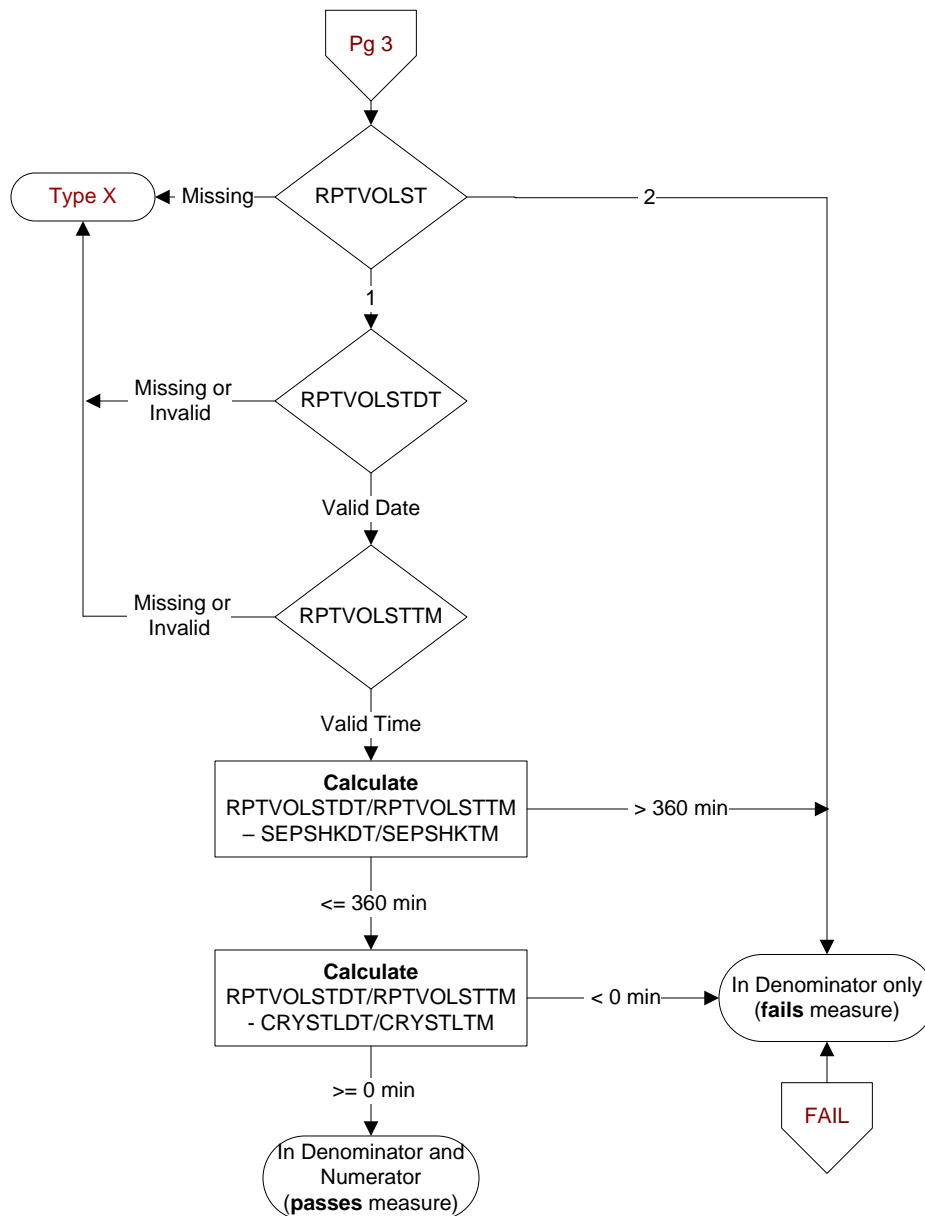 Pg 3
RPTVOLST
Type X
Missing
2
1
RPTVOLSTDT
Missing or
Invalid
Valid Date
RPTVOLSTTM
Missing or
Invalid
Valid Time
Calculate
RPTVOLSTDT/RPTVOLSTTM
– SEPSHKDT/SEPSHKTM
> 360 min
<= 360 min
Calculate
RPTVOLSTDT/RPTVOLSTTM
- CRYSTLDT/CRYSTLTM
< 0 min
In Denominator only
(fails measure)
>= 0 min
FAIL
In Denominator and
Numerator
(passes measure)